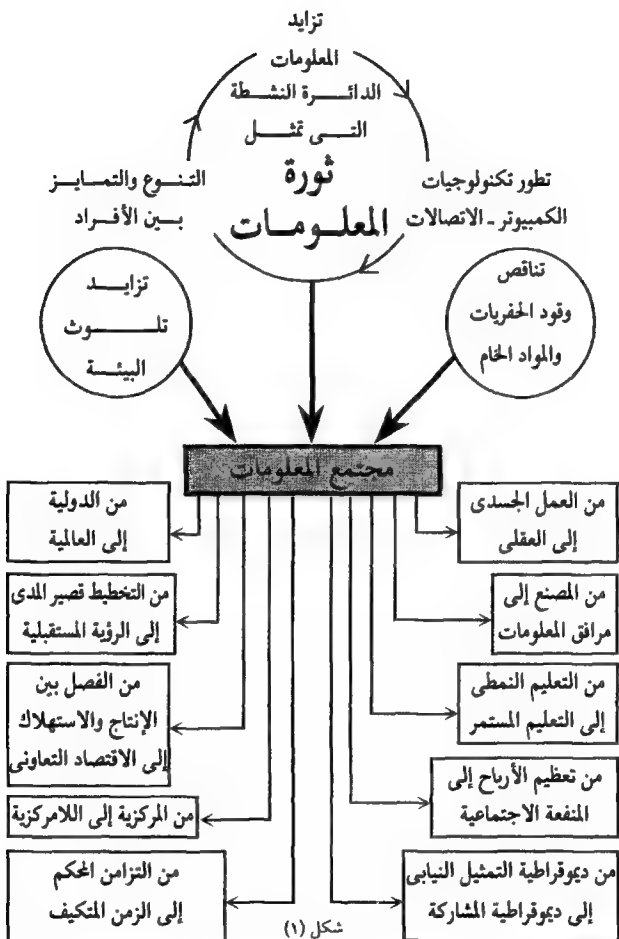 تزايد
المعلومات
الدائرة النشطة
التى تمثل
ثورة
المعلومات
تطور تكنولوجيات
الكمبيوتر - الاتصالات
التنوع والتمايز
بين الأفراد
تناقص
وقود الحفريات
والمواد الخام
تزايد
تلوث
البيئة
مجتمع المعلومات
من العمل الجسدى
إلى العقلى
من المصنع إلى
مرافق المعلومات
من التعليم النمطى
إلى التعليم المستمر
من تعظيم الأرباح إلى
المنفعة الاجتماعية
من ديموقراطية التمثيل النيابى
إلى ديموقراطية المشاركة
من الدولية
إلى العالمية
من التخطيط قصير المدى
إلى الرؤية المستقبلية
من الفصل بين
الإنتاج والاستهلاك
إلى الاقتصاد التعاونى
من المركزية إلى اللامركزية
من التزامن المحكم
إلى الزمن المتكيف
شكل (١)